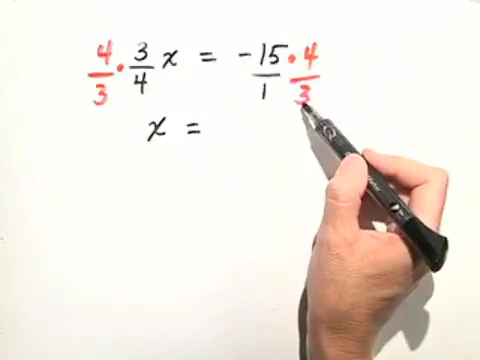 4/3 · 3/4 x = -15/1 · 4/3
x =